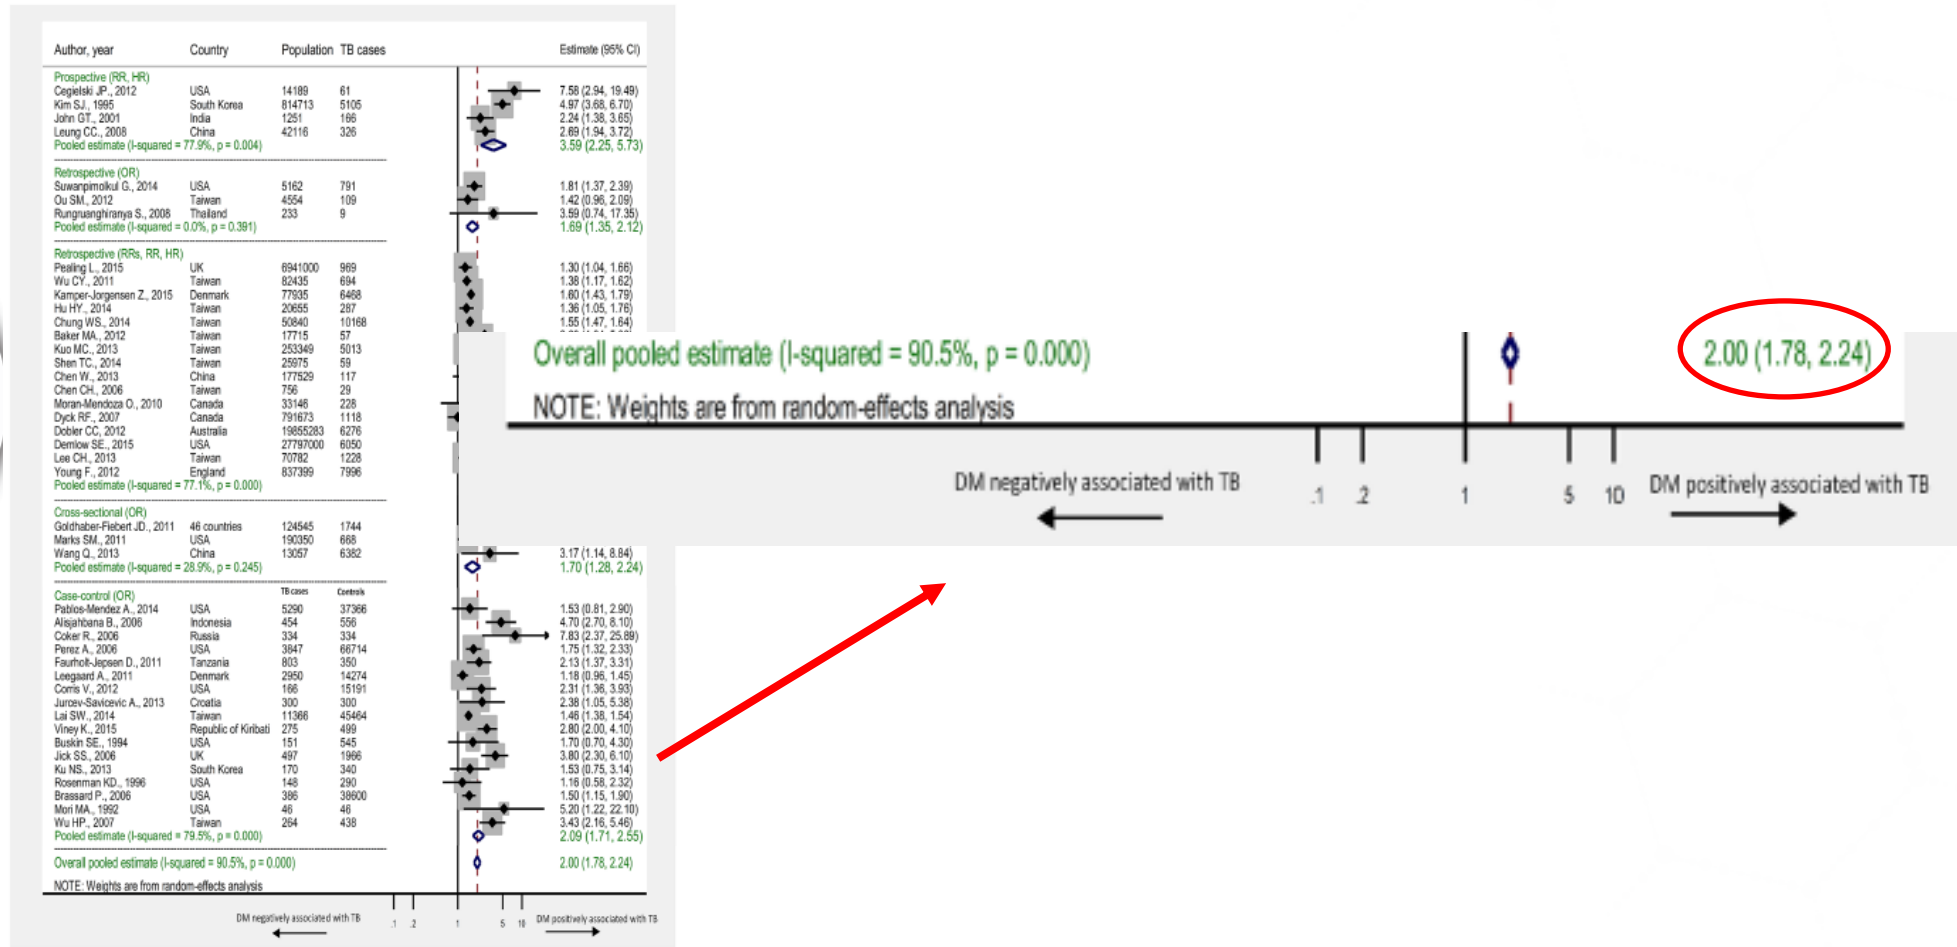 Author, year Country Population TB cases Estimate (95% CI)
Prospective (RR, HR)
Cegielski JP., 2012 USA 14189 61 7.58 (2.94, 19.49)
Kim SJ., 1995 South Korea 814713 5105 4.97 (3.68, 6.70)
John GT., 2001 India 1251 166 2.24 (1.38, 3.65)
Leung CC., 2008 China 42116 326 2.69 (1.94, 3.72)
Pooled estimate (I-squared = 77.9%, p = 0.004) 3.59 (2.25, 5.73)
Retrospective (OR)
Suwanpimolkul G., 2014 USA 5162 791 1.81 (1.37, 2.39)
Ou SM., 2012 Taiwan 4554 109 1.42 (0.96, 2.09)
Rungruanghiranya S., 2008 Thailand 233 9 3.59 (0.74, 17.35)
Pooled estimate (I-squared = 0.0%, p = 0.391) 1.69 (1.35, 2.12)
Retrospective (RRs, RR, HR)
Pealing L., 2015 UK 6941000 969 1.30 (1.04, 1.66)
Wu CY., 2011 Taiwan 82435 694 1.38 (1.17, 1.62)
Kamper-Jorgensen Z., 2015 Denmark 77935 6468 1.60 (1.43, 1.79)
Hu HY., 2014 Taiwan 20655 287 1.36 (1.05, 1.76)
Chung WS., 2014 Taiwan 50840 10168 1.55 (1.47, 1.64)
Baker MA., 2012 Taiwan 17715 57
Kuo MC., 2013 Taiwan 253349 5013
Shen TC., 2014 Taiwan 25975 59
Chen W., 2013 China 177529 117
Chen CH., 2006 Taiwan 756 29
Moran-Mendoza O., 2010 Canada 33146 228
Dyck RF., 2007 Canada 791673 1118
Dobler CC, 2012 Australia 19855283 6276
Demlow SE., 2015 USA 27797000 6050
Lee CH., 2013 Taiwan 70782 1228
Young F., 2012 England 837399 7996
Pooled estimate (I-squared = 77.1%, p = 0.000)
Cross-sectional (OR)
Goldhaber-Fiebert JD., 2011 46 countries 124545 1744
Marks SM., 2011 USA 190350 668
Wang Q., 2013 China 13057 6382 3.17 (1.14, 8.84)
Pooled estimate (I-squared = 28.9%, p = 0.245) 1.70 (1.28, 2.24)
Case-control (OR) TB cases Controls
Pablos-Mendez A., 2014 USA 5290 37366 1.53 (0.81, 2.90)
Alisjahbana B., 2006 Indonesia 454 556 4.70 (2.70, 8.10)
Coker R., 2006 Russia 334 334 7.83 (2.37, 25.89)
Perez A., 2006 USA 3847 66714 1.75 (1.32, 2.33)
Faurholt-Jepsen D., 2011 Tanzania 803 350 2.13 (1.37, 3.31)
Leegaard A., 2011 Denmark 2950 14274 1.18 (0.96, 1.45)
Corris V., 2012 USA 166 15191 2.31 (1.36, 3.93)
Jurcev-Savicevic A., 2013 Croatia 300 300 2.38 (1.05, 5.38)
Lai SW., 2014 Taiwan 11366 45464 1.46 (1.38, 1.54)
Viney K., 2015 Republic of Kiribati 275 499 2.80 (2.00, 4.10)
Buskin SE., 1994 USA 151 545 1.70 (0.70, 4.30)
Jick SS., 2006 UK 497 1966 3.80 (2.30, 6.10)
Ku NS., 2013 South Korea 170 340 1.53 (0.75, 3.14)
Rosenman KD., 1996 USA 148 290 1.16 (0.58, 2.32)
Brassard P., 2006 USA 386 38600 1.50 (1.15, 1.90)
Mori MA., 1992 USA 46 46 5.20 (1.22, 22.10)
Wu HP., 2007 Taiwan 264 438 3.43 (2.16, 5.46)
Pooled estimate (I-squared = 79.5%, p = 0.000) 2.09 (1.71, 2.55)
Overall pooled estimate (I-squared = 90.5%, p = 0.000) 2.00 (1.78, 2.24)
NOTE: Weights are from random-effects analysis
DM negatively associated with TB .1 .2 1 5 10 DM positively associated with TB
Overall pooled estimate (I-squared = 90.5%, p = 0.000) 2.00 (1.78, 2.24)
NOTE: Weights are from random-effects analysis
DM negatively associated with TB .1 .2 1 5 10 DM positively associated with TB